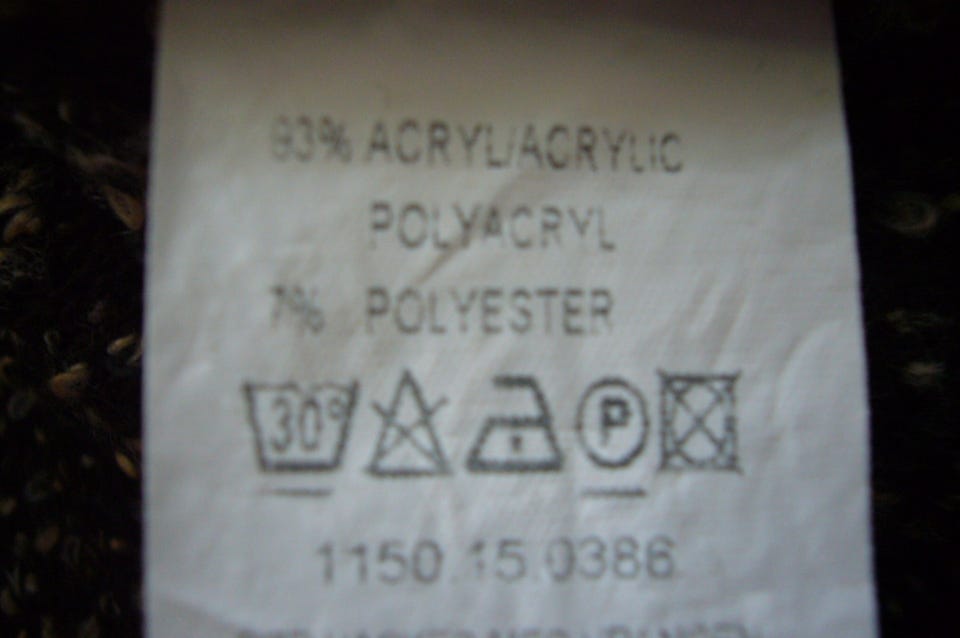 93% ACRYL/ACRYLIC
POLYACRYL
7% POLYESTER
30° P
1150.15.0386